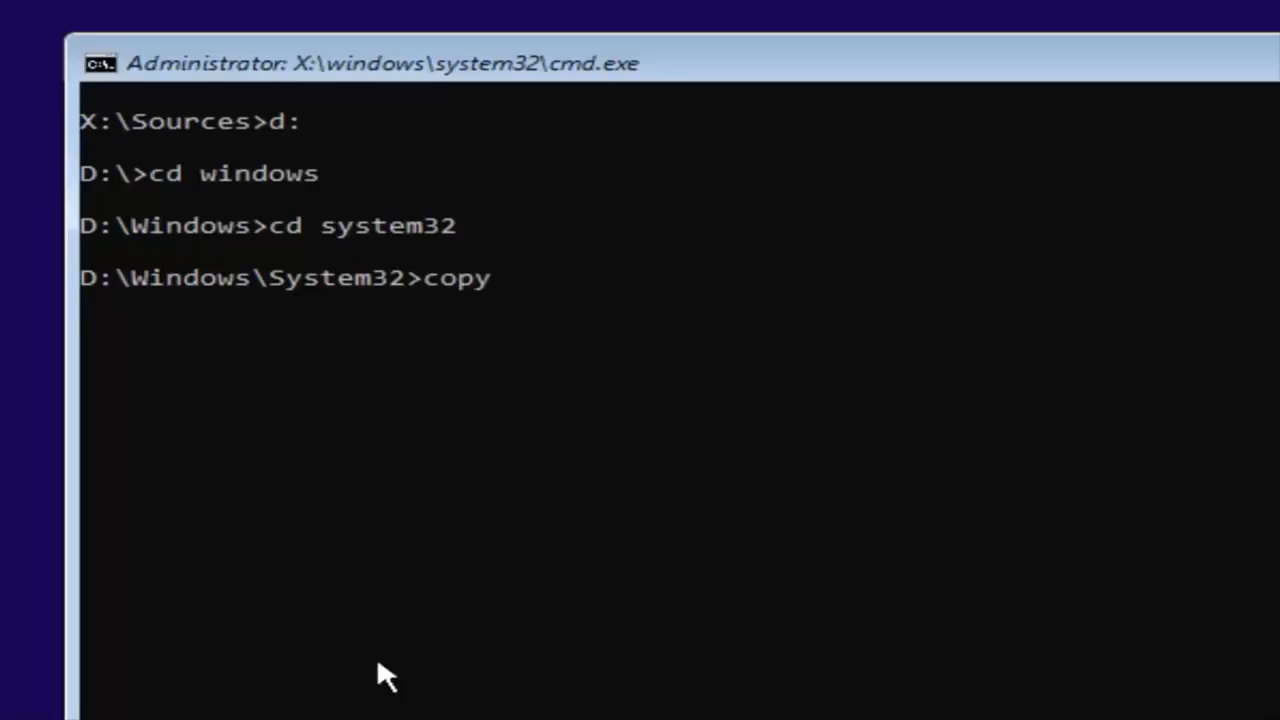 Administrator: X:\windows\system32\cmd.exe
X:\Sources>d:
D:\>cd windows
D:\Windows>cd system32
D:\Windows\System32>copy